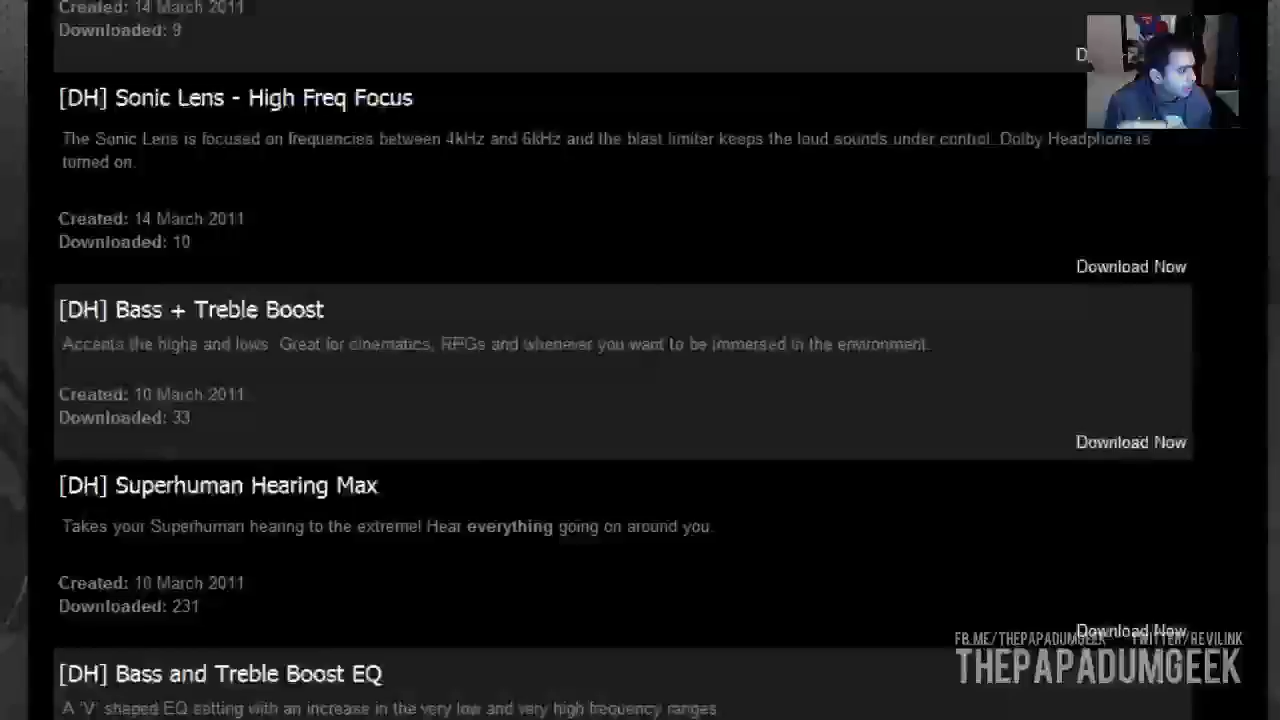 Created: 14 March 2011
Downloaded: 9
[DH] Sonic Lens - High Freq Focus
The Sonic Lens is focused on frequencies between 4kHz and 6kHz and the blast limiter keeps the loud sounds under control. Dolby Headphone is
turned on.
Created: 14 March 2011
Downloaded: 10
Download Now
[DH] Bass + Treble Boost
Accents the highs and lows. Great for cinematics, RPGs and whenever you want to be immersed in the environment.
Created: 10 March 2011
Downloaded: 33
Download Now
[DH] Superhuman Hearing Max
Takes your Superhuman hearing to the extreme! Hear everything going on around you.
Created: 10 March 2011
Downloaded: 231
Download Now
FB.ME/THEPAPADUMGEEK TWITTER/REVILINK
THEPAPADUMGEEK
[DH] Bass and Treble Boost EQ
A 'V' shaped EQ setting with an increase in the very low and very high frequency ranges